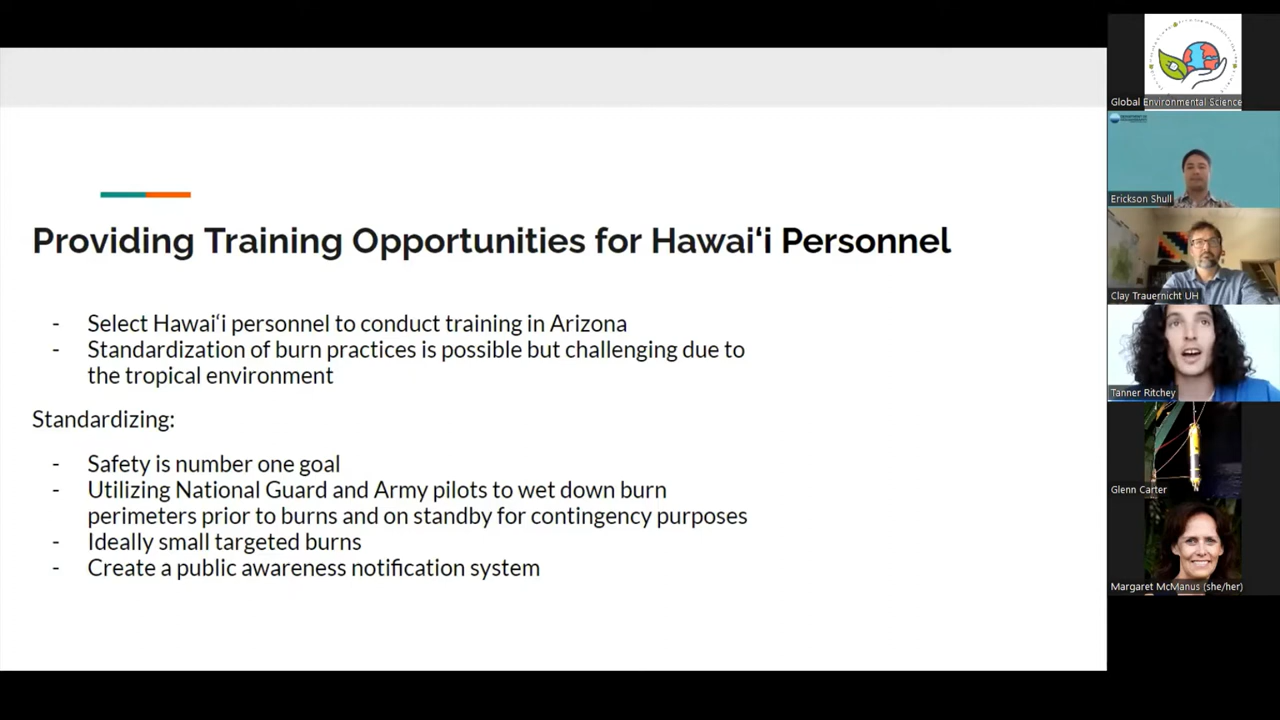 Providing Training Opportunities for Hawaiʻi Personnel
- Select Hawaiʻi personnel to conduct training in Arizona
- Standardization of burn practices is possible but challenging due to
the tropical environment
Standardizing:
- Safety is number one goal
- Utilizing National Guard and Army pilots to wet down burn
perimeters prior to burns and on standby for contingency purposes
- Ideally small targeted burns
- Create a public awareness notification system
Global Environmental Science
Erickson Shull
Clay Trauernicht UH
Tanner Ritchey
Glenn Carter
Margaret McManus (she/her)